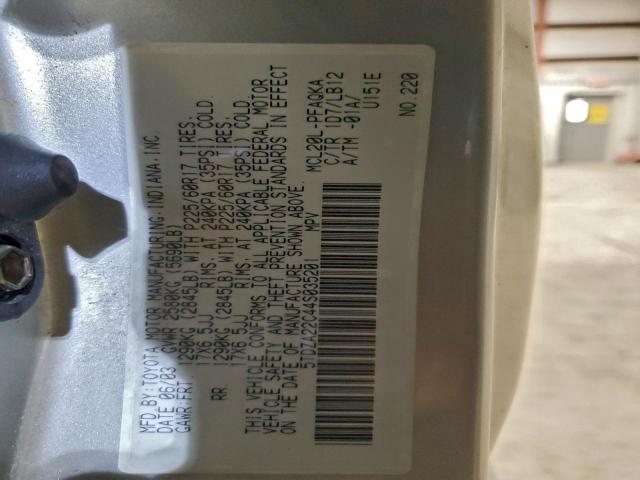 MFD. BY: TOYOTA MOTOR MANUFACTURING, INDIANA, INC
DATE 06/03 GVWR 2580KG (5690LB)
GAWR FRT 1290KG (2845LB) WITH P225/60R17 TIRES,
17X6.5JJ RIMS, AT 240KPA (35PSI) COLD
RR 1290KG (2845LB) WITH P225/60R17 TIRES,
17X6.5JJ RIMS, AT 240KPA (35PSI) COLD
THIS VEHICLE CONFORMS TO ALL APPLICABLE FEDERAL MOTOR
VEHICLE SAFETY AND THEFT PREVENTION STANDARDS IN EFFECT
ON THE DATE OF MANUFACTURE SHOWN ABOVE.
5TDZA22C44S035201 MPV
MCL20L-PFAQKA
C/TR 1D7/LB12
A/TM -01A/
U151E
NO.220